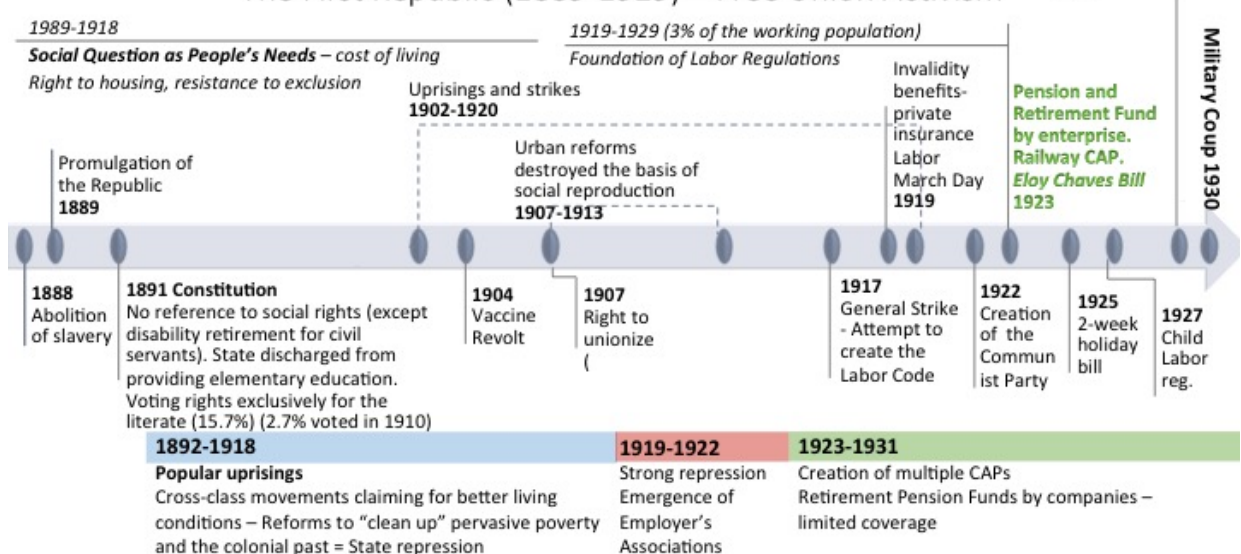 1989-1918
Social Question as People's Needs – cost of living
Right to housing, resistance to exclusion
1919-1929 (3% of the working population)
Foundation of Labor Regulations
Uprisings and strikes
1902-1920
Promulgation of
the Republic
1889
Urban reforms
destroyed the basis of
social reproduction
1907-1913
Invalidity
benefits-
private
insurance
Labor
March Day
1919
Pension and
Retirement Fund
by enterprise.
Railway CAP.
Eloy Chaves Bill
1923
Military Coup 1930
1888
Abolition
of slavery
1891 Constitution
No reference to social rights (except
disability retirement for civil
servants). State discharged from
providing elementary education.
Voting rights exclusively for the
literate (15.7%) (2.7% voted in 1910)
1904
Vaccine
Revolt
1907
Right to
unionize
(
1917
General Strike
- Attempt to
create the
Labor Code
1922
Creation
of the
Commun
ist Party
1925
2-week
holiday
bill
1927
Child
Labor
reg.
1892-1918
Popular uprisings
Cross-class movements claiming for better living
conditions – Reforms to “clean up” pervasive poverty
and the colonial past = State repression
1919-1922
Strong repression
Emergence of
Employer's
Associations
1923-1931
Creation of multiple CAPs
Retirement Pension Funds by companies –
limited coverage